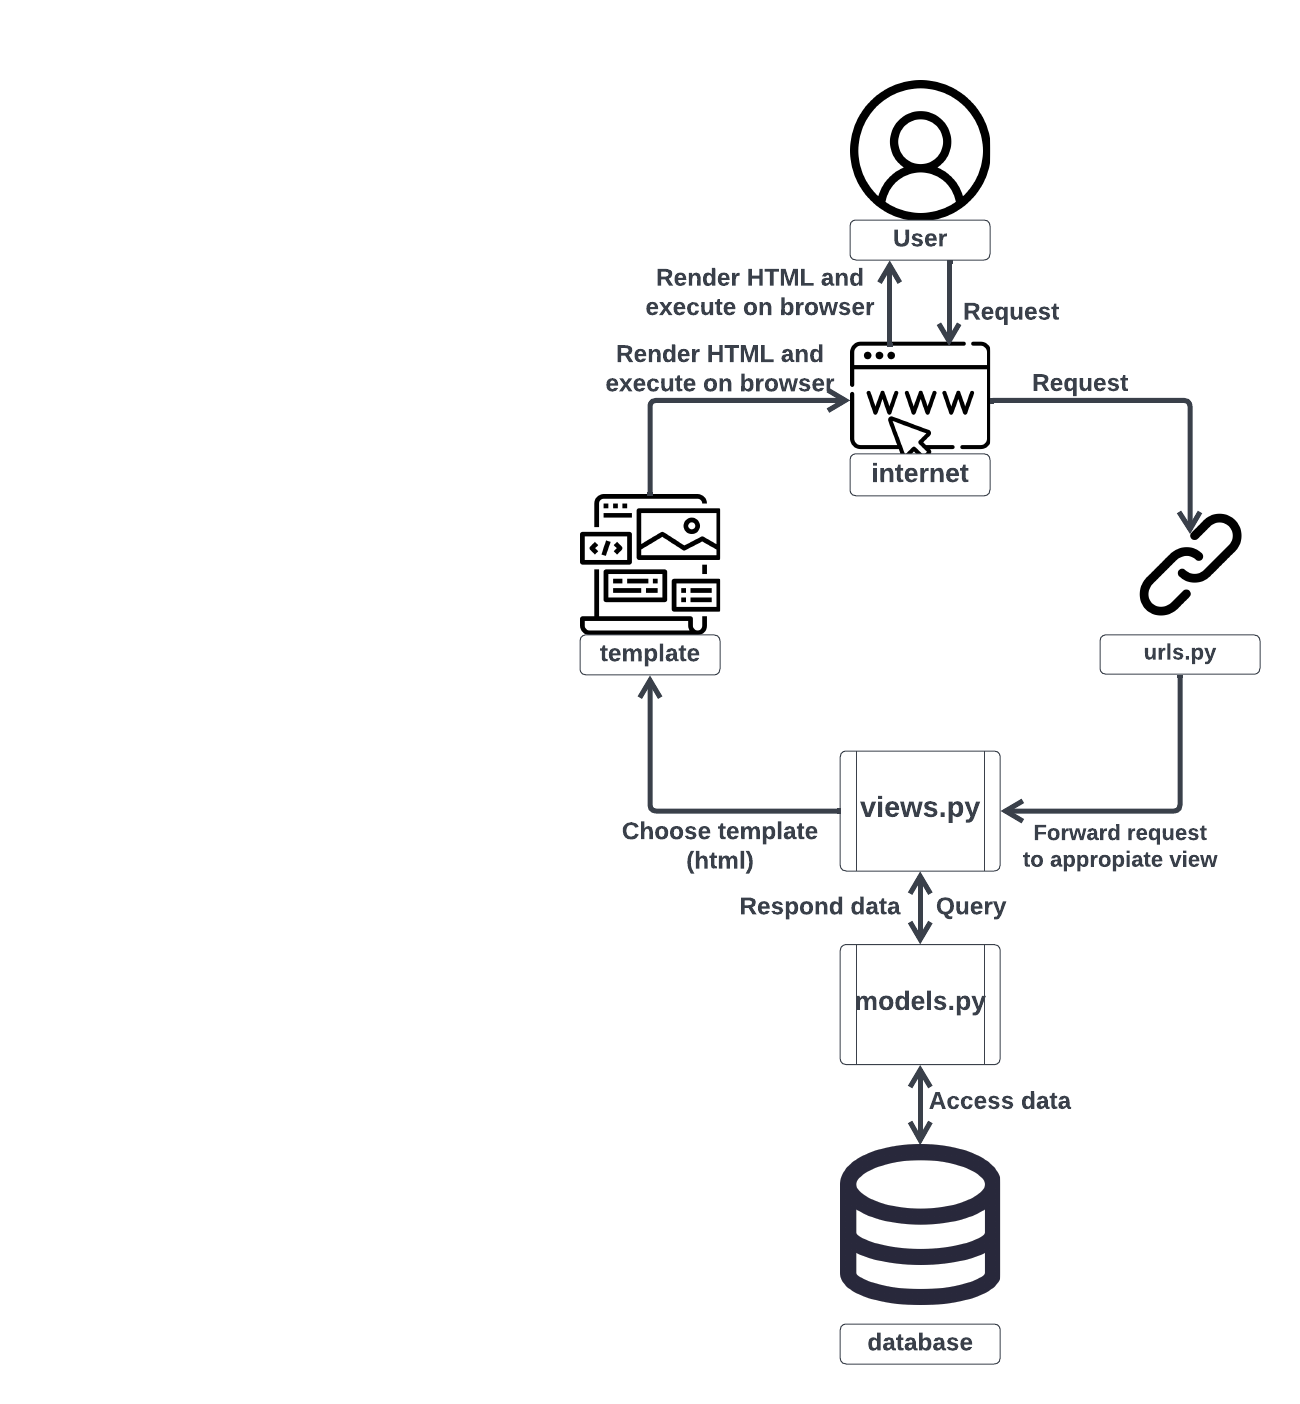 User
Render HTML and
execute on browser
Request
Render HTML and
execute on browser
W W W
Request
internet
</>
template
urls.py
views.py
Choose template
(html)
Forward request
to appropiate view
Respond data
Query
models.py
Access data
database